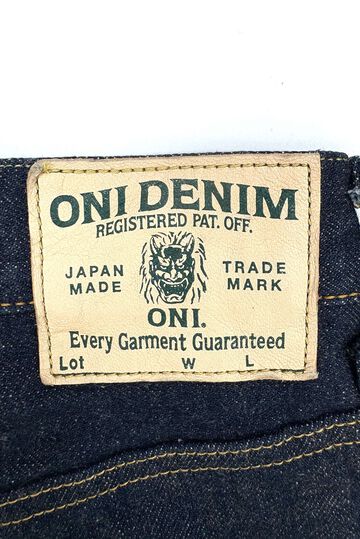 ONI DENIM
REGISTERED PAT. OFF.
JAPAN TRADE
MADE MARK
ONI.
Every Garment Guaranteed
Lot W L